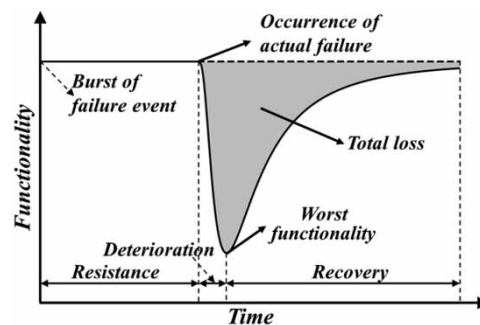 Occurrence of
actual failure
Burst of
failure event
Total loss
Functionality
Worst
functionality
Deterioration
Resistance
Recovery
Time